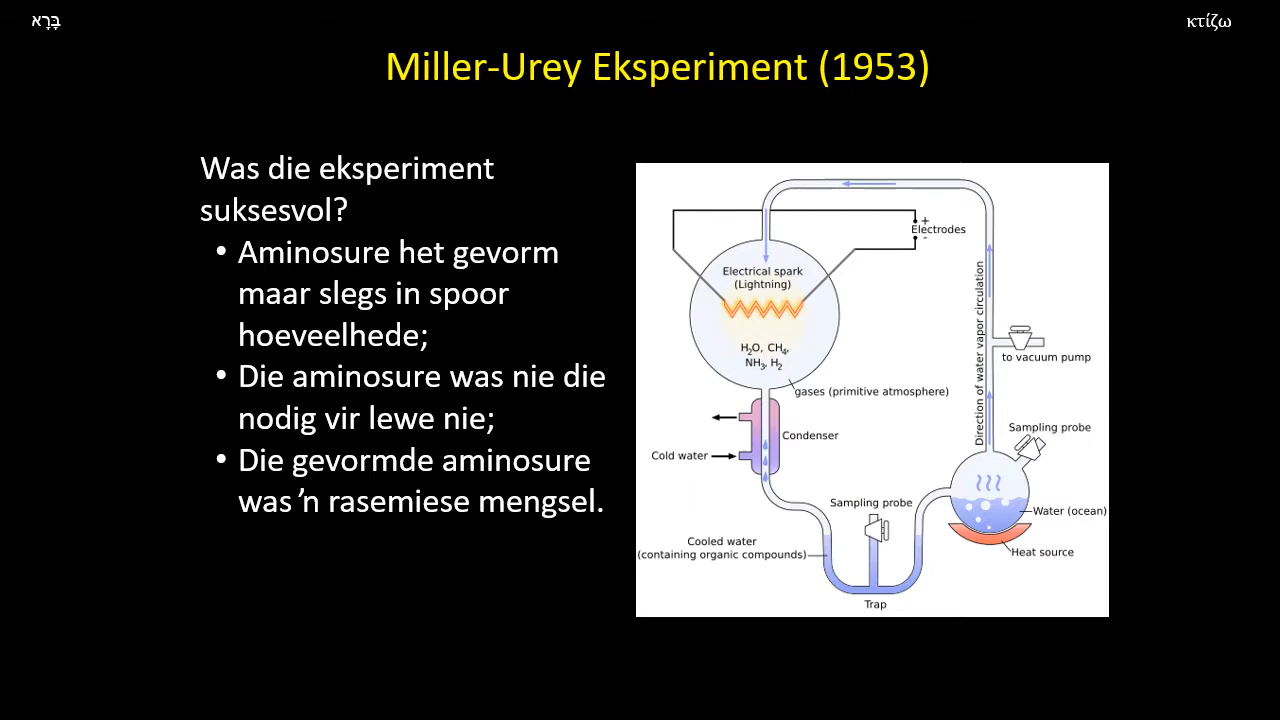 בָּרָא
κτίζω
Miller-Urey Eksperiment (1953)
Was die eksperiment
suksesvol?
• Aminosure het gevorm
maar slegs in spoor
hoeveelhede;
• Die aminosure was nie die
nodig vir lewe nie;
• Die gevormde aminosure
was ŉ rasemiese mengsel.
+
Electrodes
-
Electrical spark
(Lightning)
H₂O, CH₄,
NH₃, H₂
gases (primitive atmosphere)
Direction of water vapor circulation
to vacuum pump
Condenser
Cold water
Sampling probe
Sampling probe
Water (ocean)
Heat source
Cooled water
(containing organic compounds)
Trap